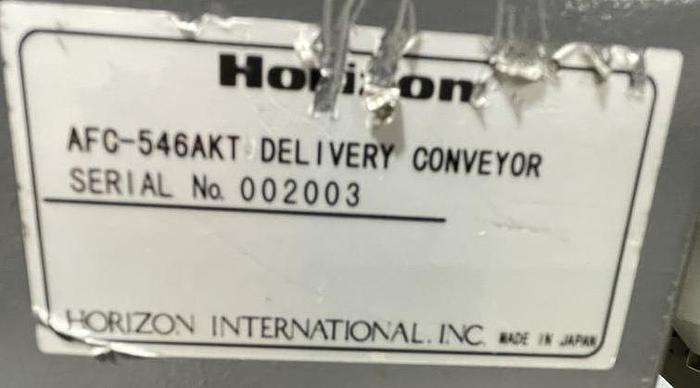 Horizon
AFC-546AKT DELIVERY CONVEYOR
SERIAL No. 002003
HORIZON INTERNATIONAL. INC. MADE IN JAPAN